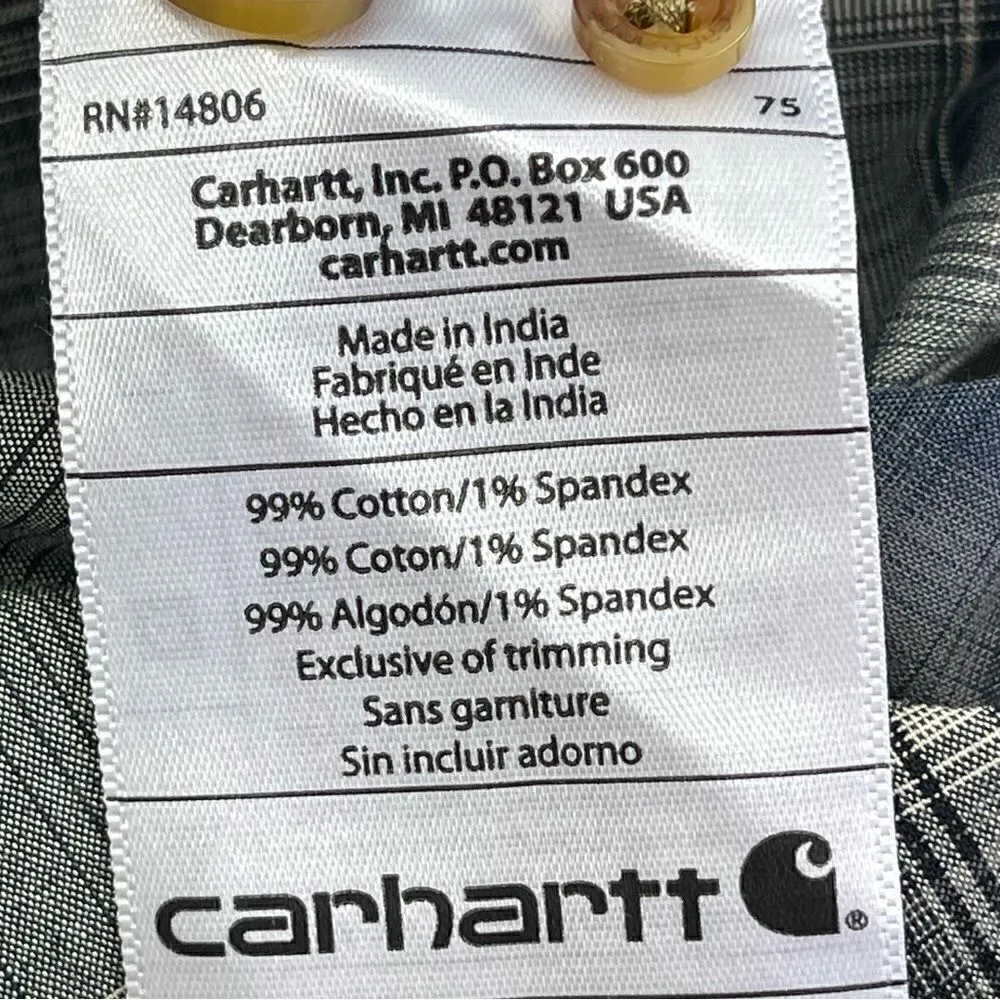 RN#14806 75
Carhartt, Inc. P.O. Box 600
Dearborn, MI 48121 USA
carhartt.com
Made in India
Fabriqué en Inde
Hecho en la India
99% Cotton/1% Spandex
99% Coton/1% Spandex
99% Algodón/1% Spandex
Exclusive of trimming
Sans garniture
Sin incluir adorno
carhartt ®